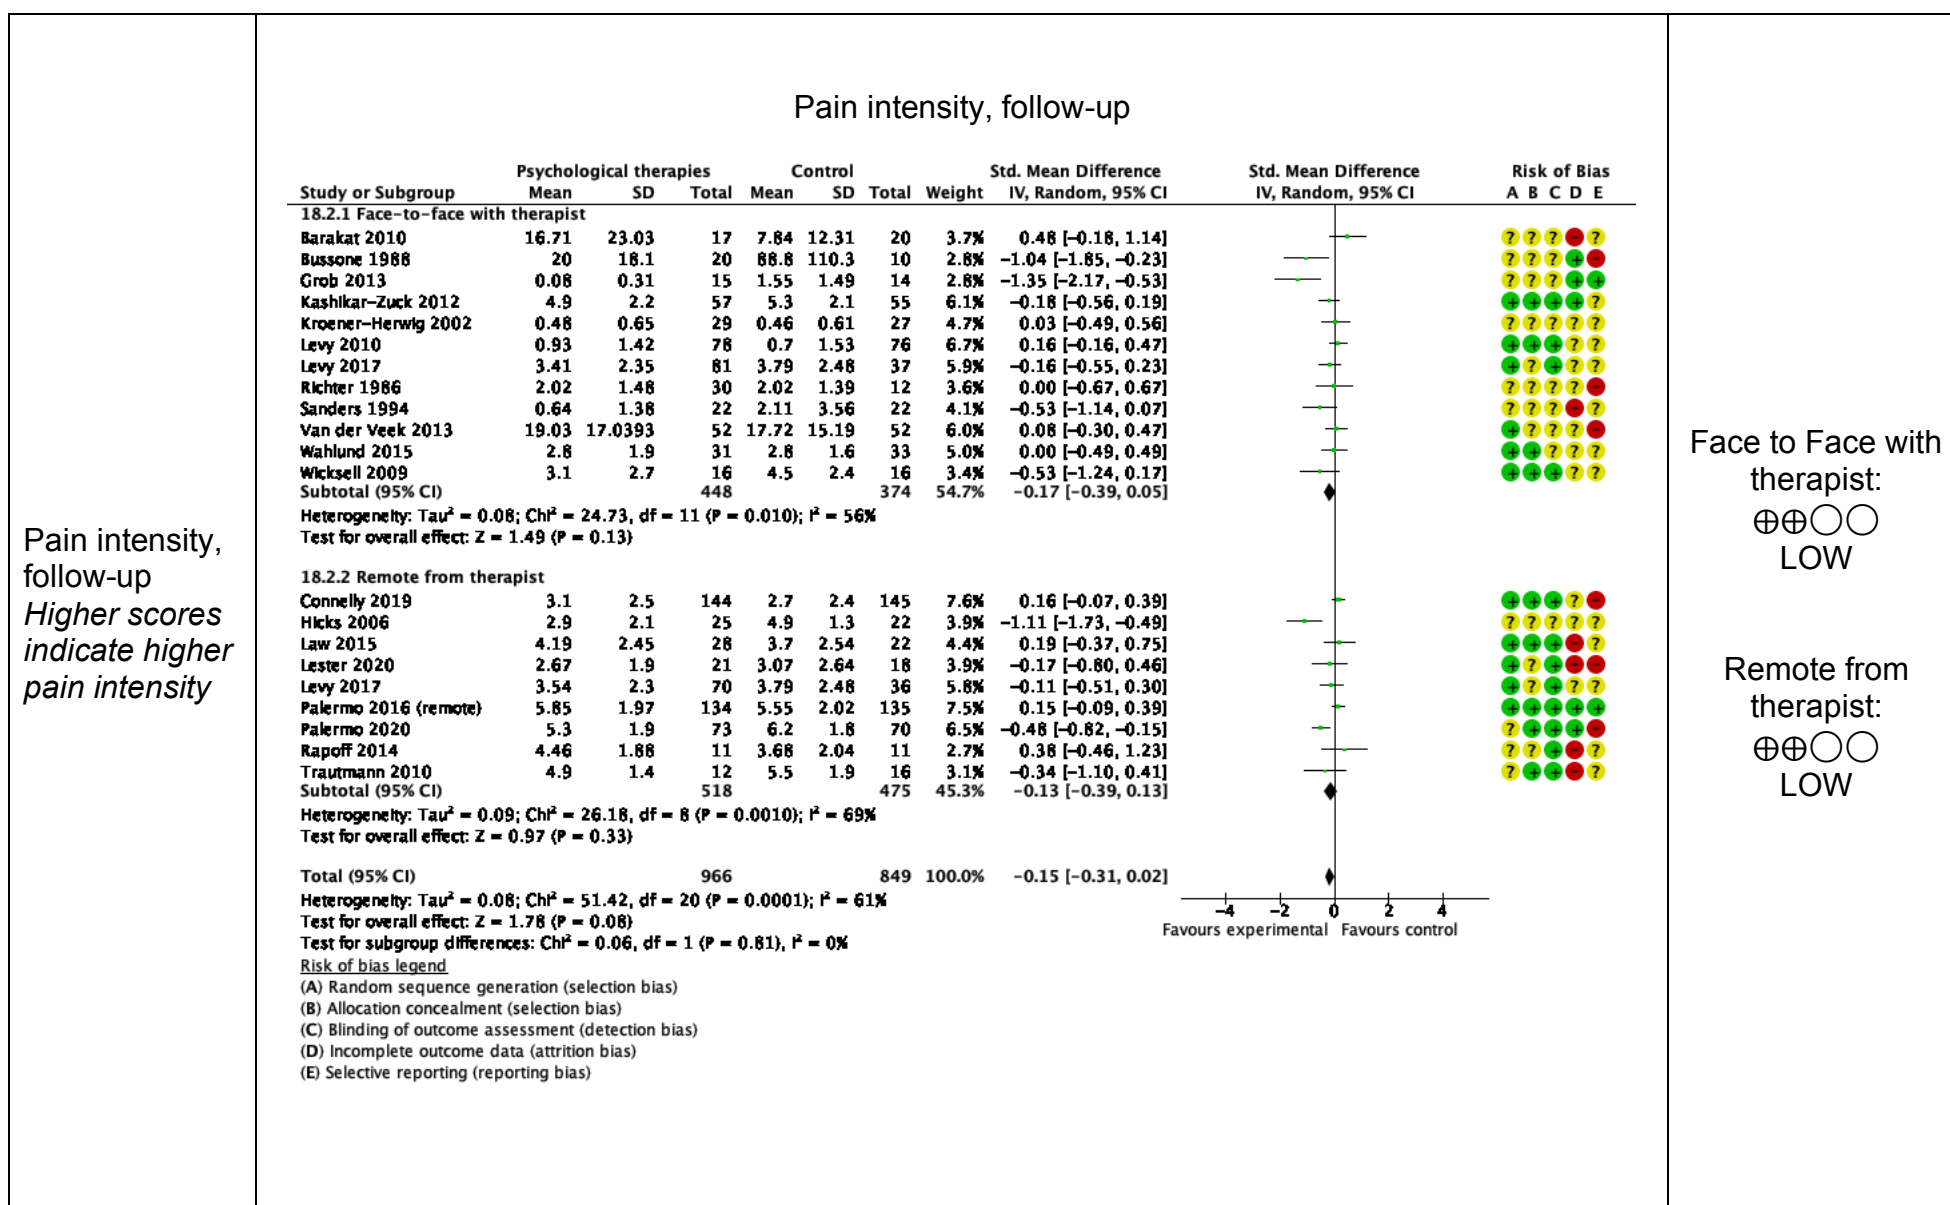 Pain intensity, follow-up
Psychological therapies Control Std. Mean Difference Std. Mean Difference Risk of Bias
Study or Subgroup Mean SD Total Mean SD Total Weight IV, Random, 95% CI IV, Random, 95% CI A B C D E
18.2.1 Face-to-face with therapist
Barakat 2010 16.71 23.03 17 7.84 12.31 20 3.7% 0.48 [-0.18, 1.14] ? ? ? - ?
Bussone 1988 20 18.1 20 88.8 110.3 10 2.8% -1.04 [-1.85, -0.23] ? ? ? + -
Grob 2013 0.08 0.31 15 1.55 1.49 14 2.8% -1.35 [-2.17, -0.53] ? ? ? + +
Kashikar-Zuck 2012 4.9 2.2 57 5.3 2.1 55 6.1% -0.18 [-0.56, 0.19] + + + + ?
Kroener-Herwig 2002 0.48 0.65 29 0.46 0.61 27 4.7% 0.03 [-0.49, 0.56] ? ? ? ? ?
Levy 2010 0.93 1.42 78 0.7 1.53 76 6.7% 0.16 [-0.16, 0.47] + + + ? ?
Levy 2017 3.41 2.35 81 3.79 2.48 37 5.9% -0.16 [-0.55, 0.23] + ? + ? ?
Richter 1986 2.02 1.48 30 2.02 1.39 12 3.6% 0.00 [-0.67, 0.67] ? ? ? ? -
Sanders 1994 0.64 1.38 22 2.11 3.56 22 4.1% -0.53 [-1.14, 0.07] ? ? ? - ?
Van der Veek 2013 19.03 17.0393 52 17.72 15.19 52 6.0% 0.08 [-0.30, 0.47] + ? ? ? -
Wahlund 2015 2.8 1.9 31 2.8 1.6 33 5.0% 0.00 [-0.49, 0.49] + + ? ? ?
Wicksell 2009 3.1 2.7 16 4.5 2.4 16 3.4% -0.53 [-1.24, 0.17] + + + ? ?
Subtotal (95% CI) 448 374 54.7% -0.17 [-0.39, 0.05]
Heterogeneity: Tau² = 0.08; Chi² = 24.73, df = 11 (P = 0.010); I² = 56%
Test for overall effect: Z = 1.49 (P = 0.13)
18.2.2 Remote from therapist
Connelly 2019 3.1 2.5 144 2.7 2.4 145 7.6% 0.16 [-0.07, 0.39] + + + ? -
Hicks 2006 2.9 2.1 25 4.9 1.3 22 3.9% -1.11 [-1.73, -0.49] ? ? ? ? ?
Law 2015 4.19 2.45 28 3.7 2.54 22 4.4% 0.19 [-0.37, 0.75] + + + - ?
Lester 2020 2.67 1.9 21 3.07 2.64 18 3.9% -0.17 [-0.80, 0.46] + ? + - -
Levy 2017 3.54 2.3 70 3.79 2.48 36 5.8% -0.11 [-0.51, 0.30] + ? + ? ?
Palermo 2016 (remote) 5.85 1.97 134 5.55 2.02 135 7.5% 0.15 [-0.09, 0.39] + + + + +
Palermo 2020 5.3 1.9 73 6.2 1.8 70 6.5% -0.48 [-0.82, -0.15] ? + + + -
Rapoff 2014 4.46 1.88 11 3.68 2.04 11 2.7% 0.38 [-0.46, 1.23] ? ? + - ?
Trautmann 2010 4.9 1.4 12 5.5 1.9 16 3.1% -0.34 [-1.10, 0.41] ? + + - ?
Subtotal (95% CI) 518 475 45.3% -0.13 [-0.39, 0.13]
Heterogeneity: Tau² = 0.09; Chi² = 26.18, df = 8 (P = 0.0010); I² = 69%
Test for overall effect: Z = 0.97 (P = 0.33)
Total (95% CI) 966 849 100.0% -0.15 [-0.31, 0.02]
Heterogeneity: Tau² = 0.08; Chi² = 51.42, df = 20 (P = 0.0001); I² = 61%
Test for overall effect: Z = 1.78 (P = 0.08)
Test for subgroup differences: Chi² = 0.06, df = 1 (P = 0.81), I² = 0%
-4 -2 0 2 4
Favours experimental Favours control
Risk of bias legend
(A) Random sequence generation (selection bias)
(B) Allocation concealment (selection bias)
(C) Blinding of outcome assessment (detection bias)
(D) Incomplete outcome data (attrition bias)
(E) Selective reporting (reporting bias)
Pain intensity,
follow-up
Higher scores
indicate higher
pain intensity
Face to Face with
therapist:
⊕⊕◯◯
LOW
Remote from
therapist:
⊕⊕◯◯
LOW